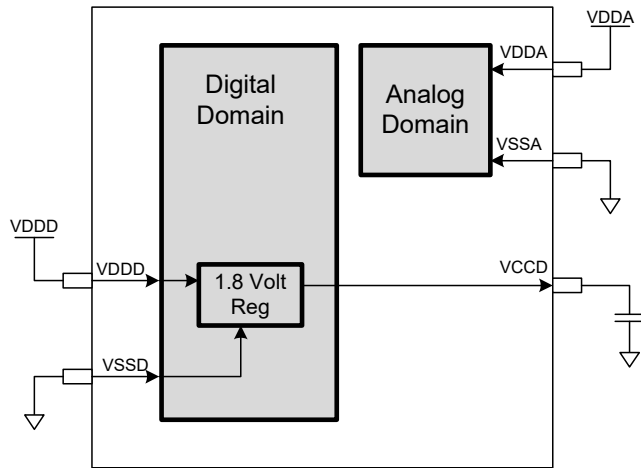 VDDA
VDDA
Digital
Domain
Analog
Domain
VSSA
VDDD
VDDD
1.8 Volt
Reg
VCCD
VSSD